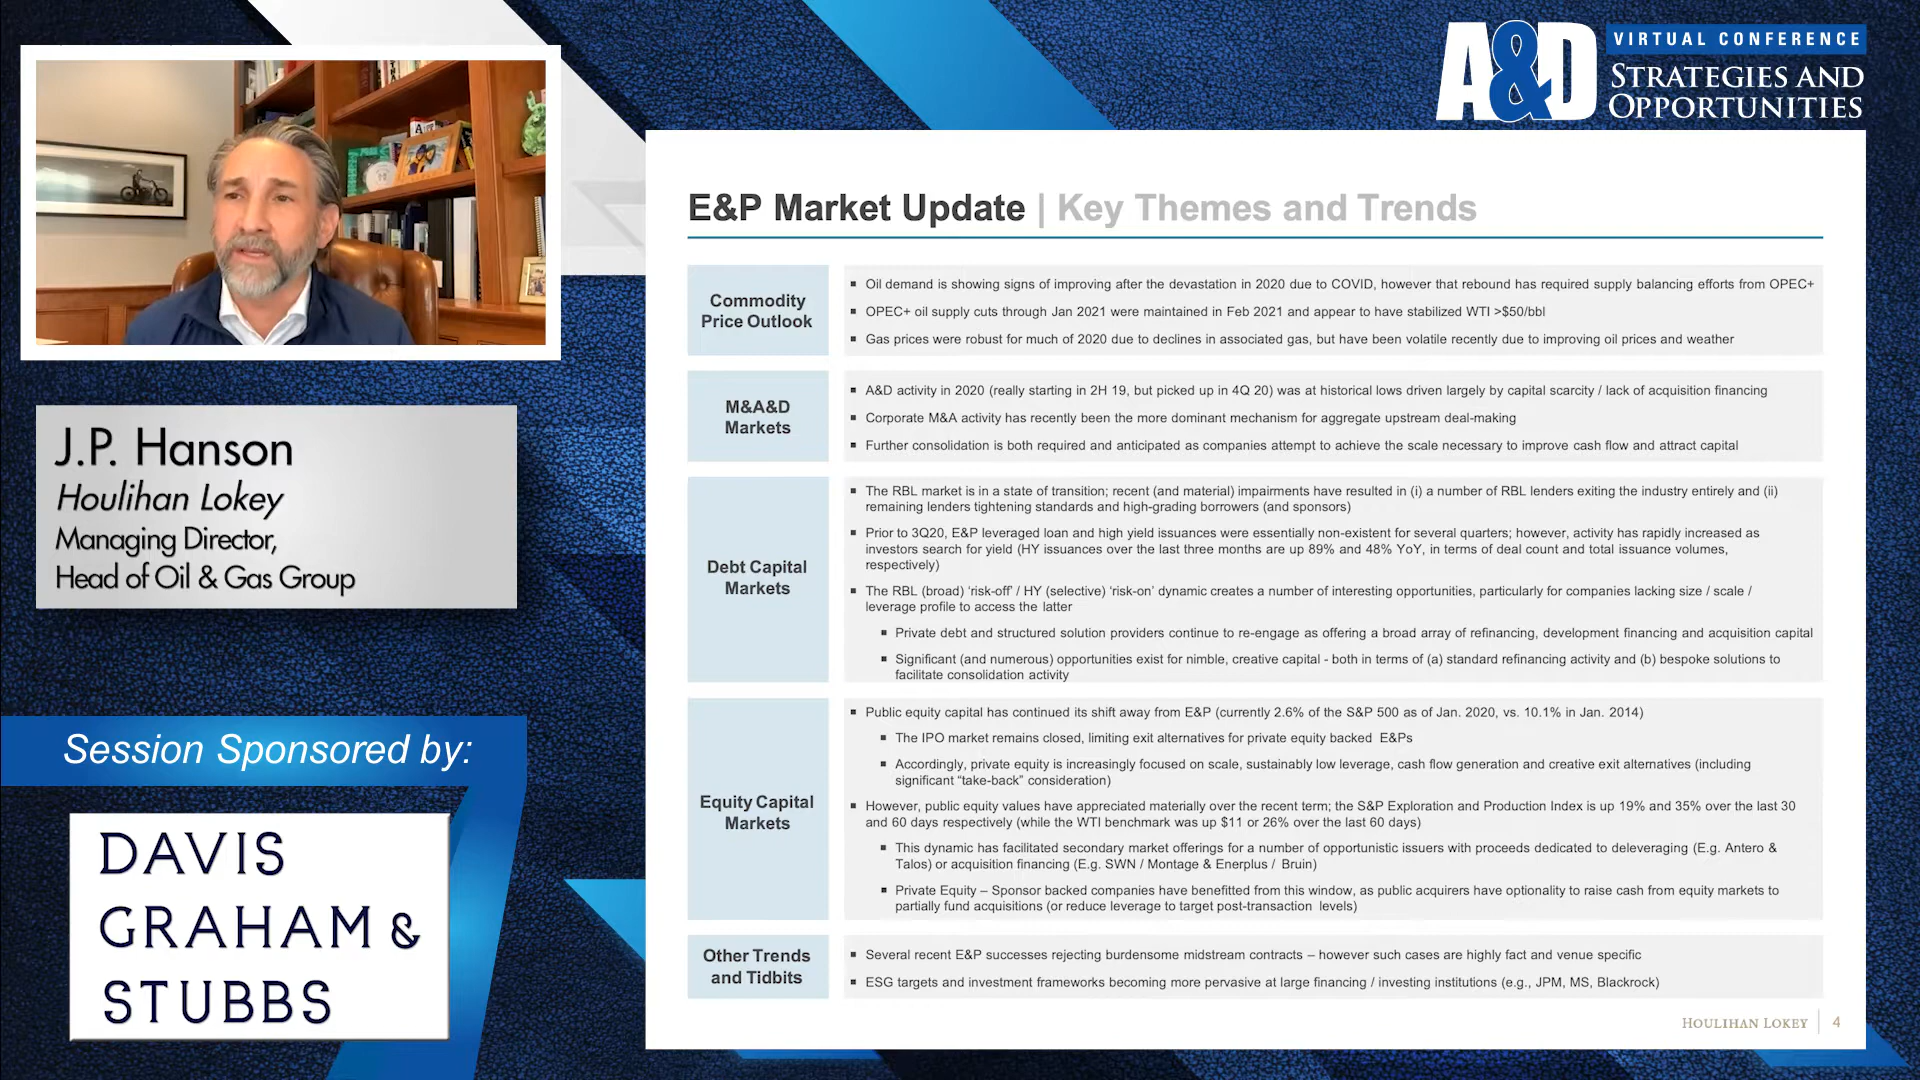 A&D
VIRTUAL CONFERENCE
STRATEGIES AND
OPPORTUNITIES
J.P. Hanson
Houlihan Lokey
Managing Director,
Head of Oil & Gas Group
Session Sponsored by:
DAVIS
GRAHAM &
STUBBS
E&P Market Update | Key Themes and Trends
Commodity
Price Outlook
▪ Oil demand is showing signs of improving after the devastation in 2020 due to COVID, however that rebound has required supply balancing efforts from OPEC+
▪ OPEC+ oil supply cuts through Jan 2021 were maintained in Feb 2021 and appear to have stabilized WTI >$50/bbl
▪ Gas prices were robust for much of 2020 due to declines in associated gas, but have been volatile recently due to improving oil prices and weather
M&A&D
Markets
▪ A&D activity in 2020 (really starting in 2H 19, but picked up in 4Q 20) was at historical lows driven largely by capital scarcity / lack of acquisition financing
▪ Corporate M&A activity has recently been the more dominant mechanism for aggregate upstream deal-making
▪ Further consolidation is both required and anticipated as companies attempt to achieve the scale necessary to improve cash flow and attract capital
Debt Capital
Markets
▪ The RBL market is in a state of transition; recent (and material) impairments have resulted in (i) a number of RBL lenders exiting the industry entirely and (ii)
remaining lenders tightening standards and high-grading borrowers (and sponsors)
▪ Prior to 3Q20, E&P leveraged loan and high yield issuances were essentially non-existent for several quarters; however, activity has rapidly increased as
investors search for yield (HY issuances over the last three months are up 89% and 48% YoY, in terms of deal count and total issuance volumes,
respectively)
▪ The RBL (broad) ‘risk-off’ / HY (selective) ‘risk-on’ dynamic creates a number of interesting opportunities, particularly for companies lacking size / scale /
leverage profile to access the latter
▪ Private debt and structured solution providers continue to re-engage as offering a broad array of refinancing, development financing and acquisition capital
▪ Significant (and numerous) opportunities exist for nimble, creative capital - both in terms of (a) standard refinancing activity and (b) bespoke solutions to
facilitate consolidation activity
Equity Capital
Markets
▪ Public equity capital has continued its shift away from E&P (currently 2.6% of the S&P 500 as of Jan. 2020, vs. 10.1% in Jan. 2014)
▪ The IPO market remains closed, limiting exit alternatives for private equity backed E&Ps
▪ Accordingly, private equity is increasingly focused on scale, sustainably low leverage, cash flow generation and creative exit alternatives (including
significant “take-back” consideration)
▪ However, public equity values have appreciated materially over the recent term; the S&P Exploration and Production Index is up 19% and 35% over the last 30
and 60 days respectively (while the WTI benchmark was up $11 or 26% over the last 60 days)
▪ This dynamic has facilitated secondary market offerings for a number of opportunistic issuers with proceeds dedicated to deleveraging (E.g. Antero &
Talos) or acquisition financing (E.g. SWN / Montage & Enerplus / Bruin)
▪ Private Equity – Sponsor backed companies have benefitted from this window, as public acquirers have optionality to raise cash from equity markets to
partially fund acquisitions (or reduce leverage to target post-transaction levels)
Other Trends
and Tidbits
▪ Several recent E&P successes rejecting burdensome midstream contracts – however such cases are highly fact and venue specific
▪ ESG targets and investment frameworks becoming more pervasive at large financing / investing institutions (e.g., JPM, MS, Blackrock)
HOULIHAN LOKEY | 4